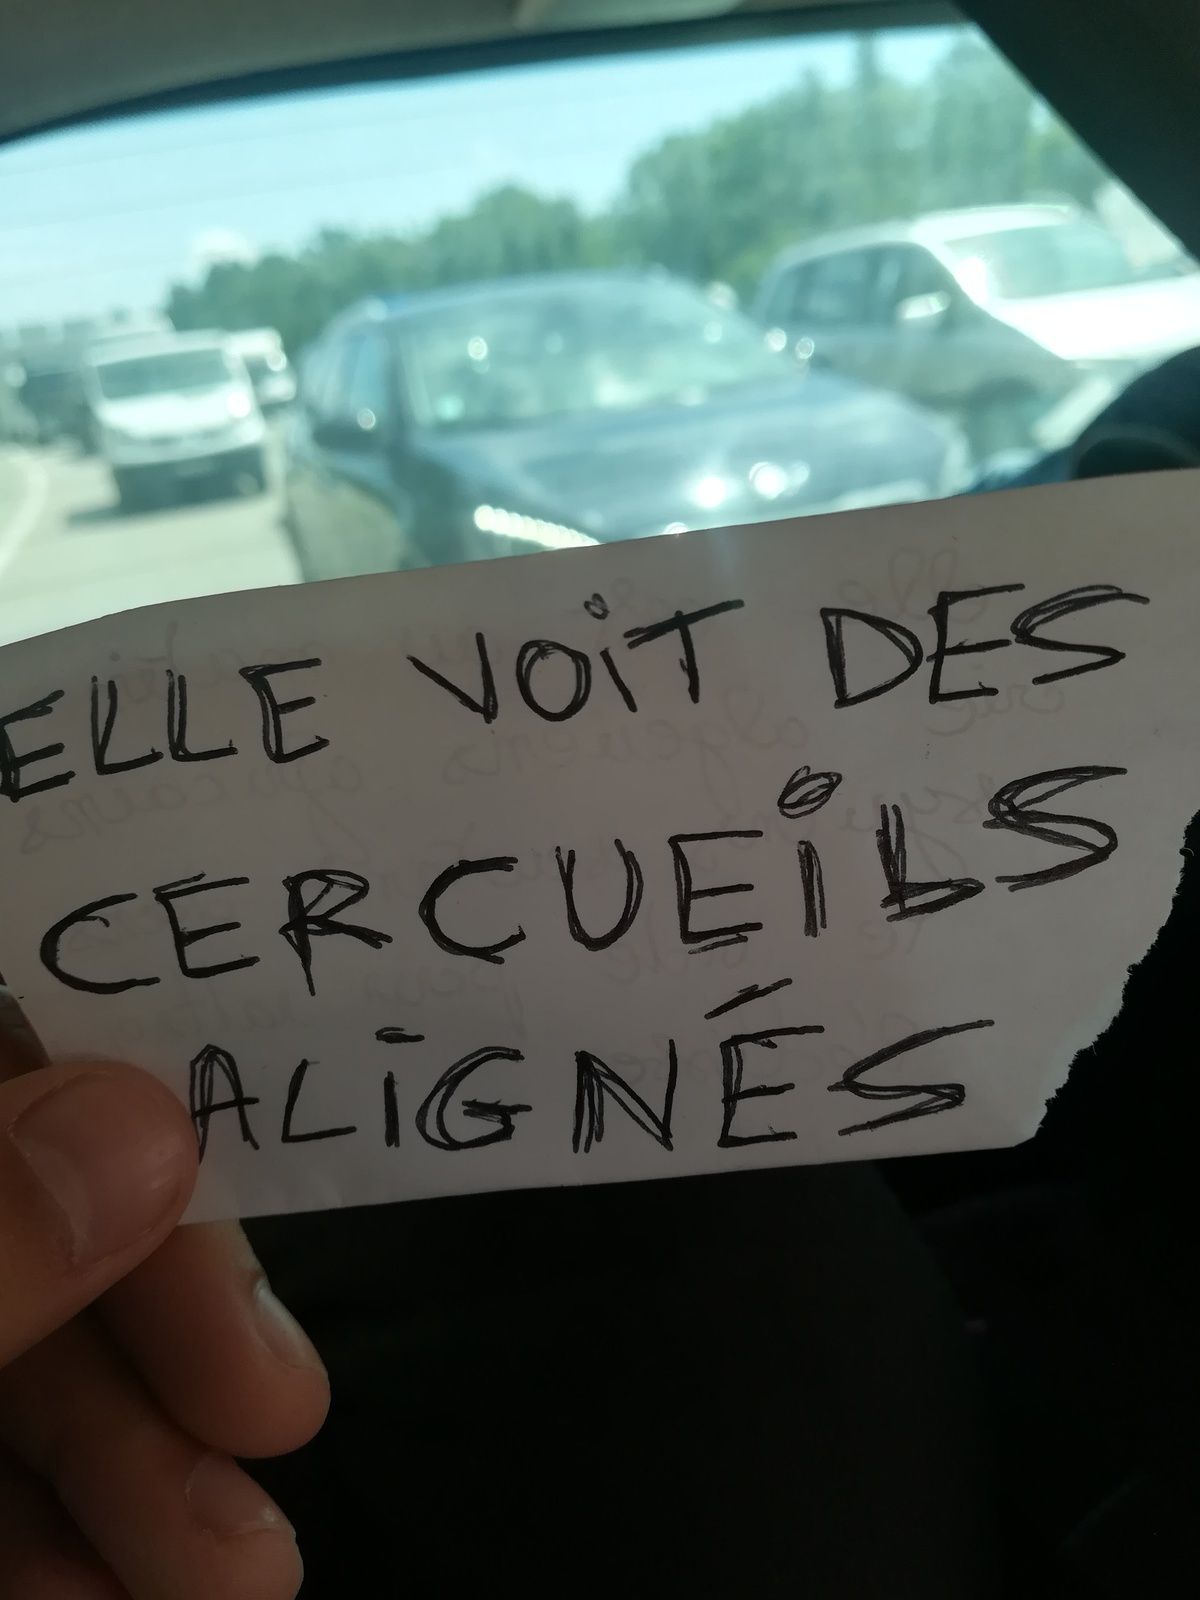 ELLE VOIT DES
CERCUEILS
ALIGNÉS